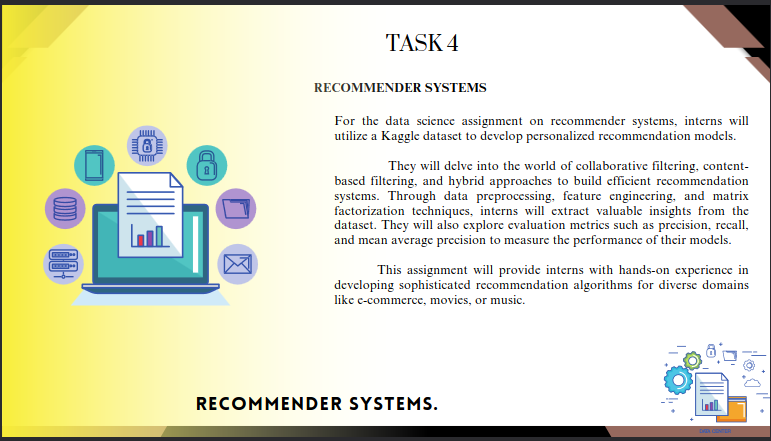 TASK 4
RECOMMENDER SYSTEMS
For the data science assignment on recommender systems, interns will
utilize a Kaggle dataset to develop personalized recommendation models.
They will delve into the world of collaborative filtering, content-
based filtering, and hybrid approaches to build efficient recommendation
systems. Through data preprocessing, feature engineering, and matrix
factorization techniques, interns will extract valuable insights from the
dataset. They will also explore evaluation metrics such as precision, recall,
and mean average precision to measure the performance of their models.
This assignment will provide interns with hands-on experience in
developing sophisticated recommendation algorithms for diverse domains
like e-commerce, movies, or music.
RECOMMENDER SYSTEMS.